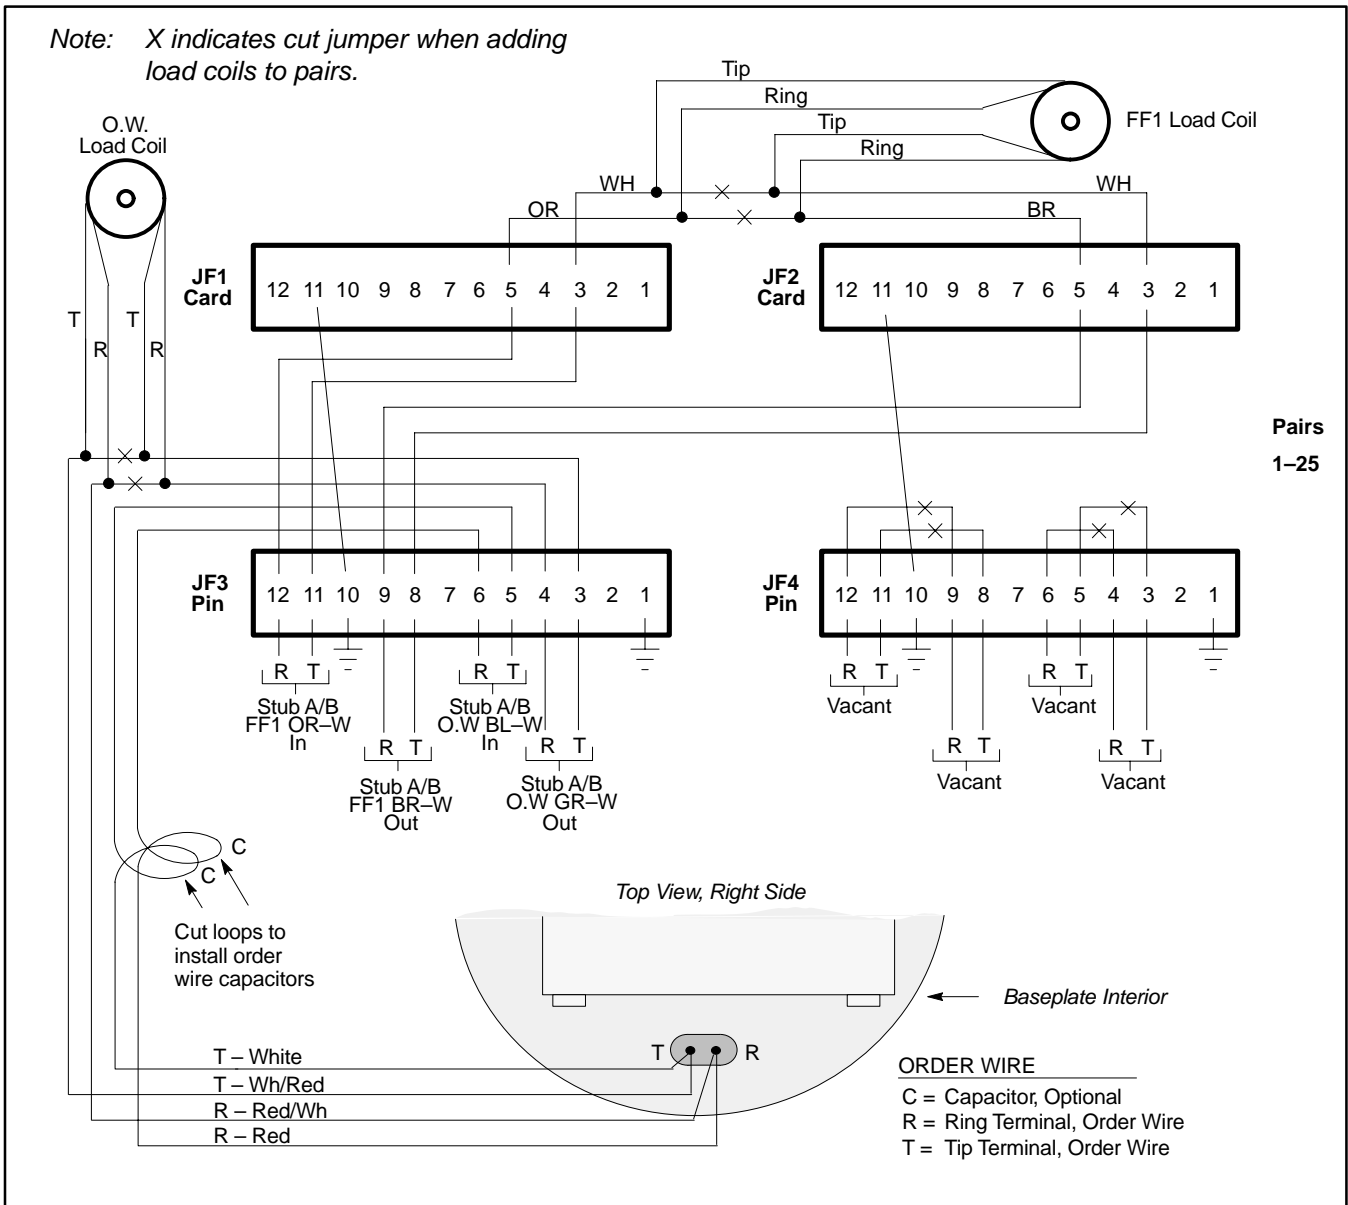 Note: X indicates cut jumper when adding
load coils to pairs.
Tip
Ring
Tip
Ring
FF1 Load Coil
O.W.
Load Coil
WH
WH
OR
BR
JF1
Card
12 11 10 9 8 7 6 5 4 3 2 1
JF2
Card
12 11 10 9 8 7 6 5 4 3 2 1
T
T
R
R
Pairs
1–25
JF3
Pin
12 11 10 9 8 7 6 5 4 3 2 1
JF4
Pin
12 11 10 9 8 7 6 5 4 3 2 1
R T
Stub A/B
FF1 OR–W
In
R T
Stub A/B
O.W BL–W
In
R T
Vacant
R T
Vacant
R T
Stub A/B
FF1 BR–W
Out
R T
Stub A/B
O.W GR–W
Out
R T
Vacant
R T
Vacant
C
C
Cut loops to
install order
wire capacitors
Top View, Right Side
Baseplate Interior
T
R
T – White
T – Wh/Red
R – Red/Wh
R – Red
ORDER WIRE
C = Capacitor, Optional
R = Ring Terminal, Order Wire
T = Tip Terminal, Order Wire